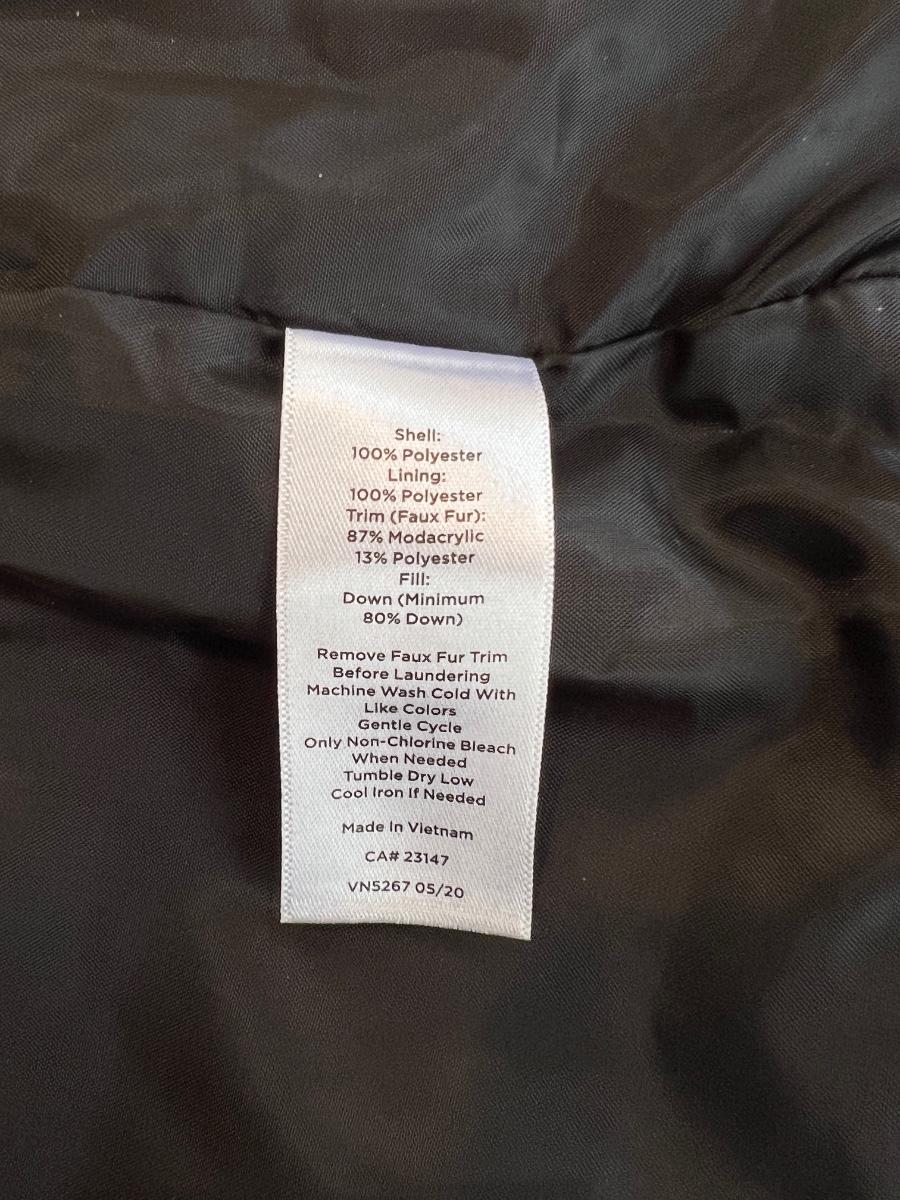 Shell:
100% Polyester
Lining:
100% Polyester
Trim (Faux Fur):
87% Modacrylic
13% Polyester
Fill:
Down (Minimum
80% Down)
Remove Faux Fur Trim
Before Laundering
Machine Wash Cold With
Like Colors
Gentle Cycle
Only Non-Chlorine Bleach
When Needed
Tumble Dry Low
Cool Iron If Needed
Made In Vietnam
CA# 23147
VN5267 05/20